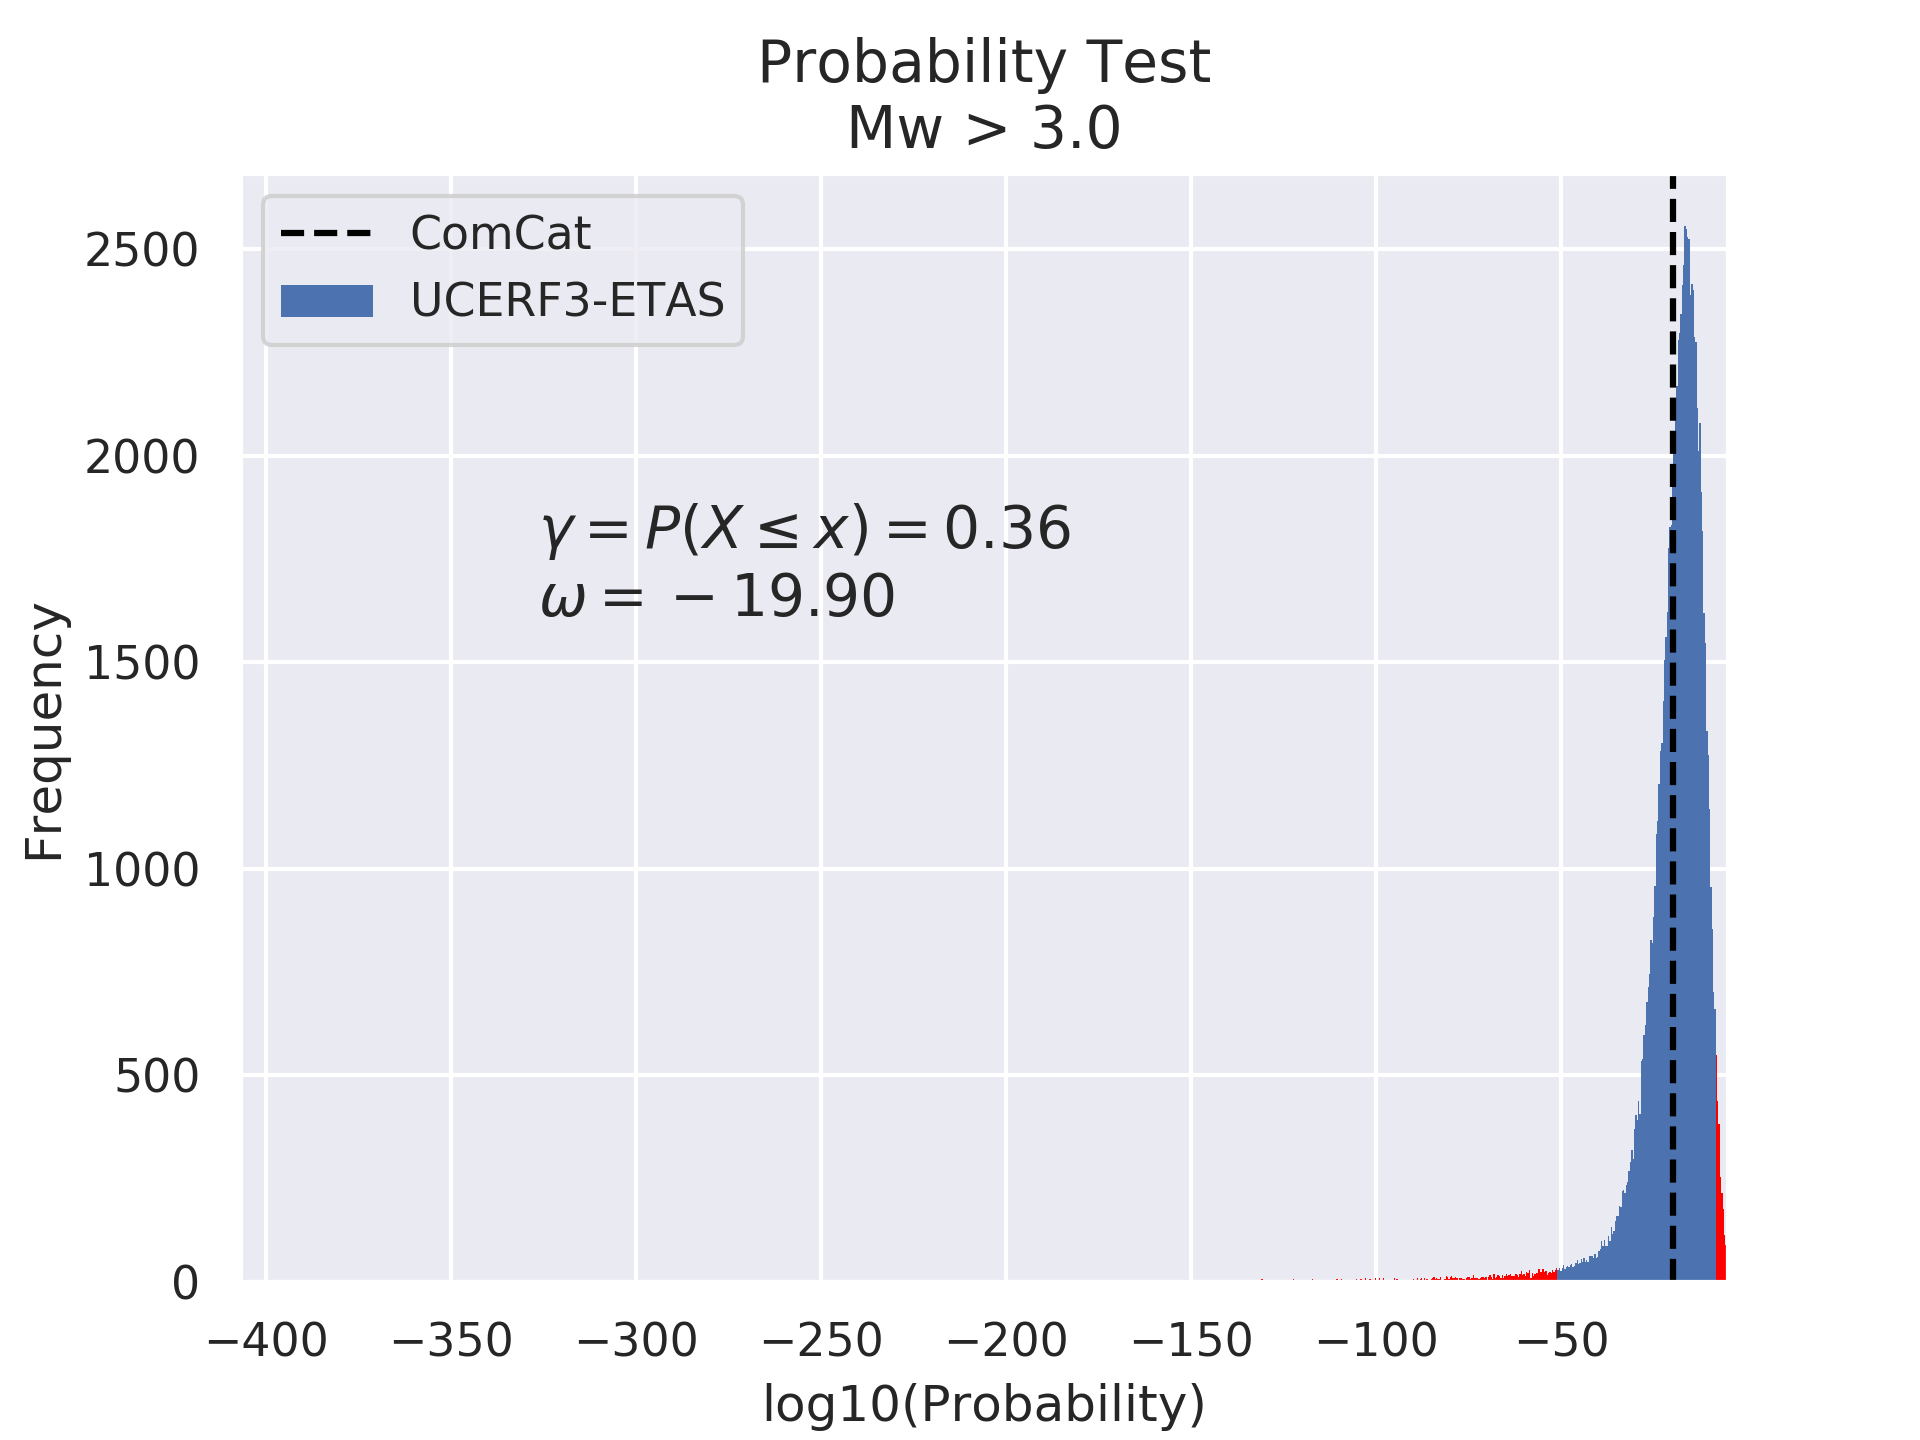 Probability Test
Mw > 3.0
ComCat
UCERF3-ETAS
γ = P(X ≤ x) = 0.36
ω = − 19.90
Frequency
2500
2000
1500
1000
500
0
−400 −350 −300 −250 −200 −150 −100 −50
log10(Probability)